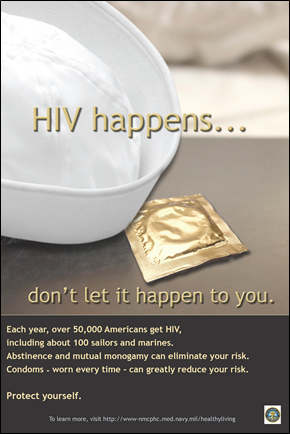 HIV happens...
don't let it happen to you.
Each year, over 50,000 Americans get HIV,
including about 100 sailors and marines.
Abstinence and mutual monogamy can eliminate your risk.
Condoms - worn every time - can greatly reduce your risk.
Protect yourself.
To learn more, visit http://www-nmcphc.med.navy.mil/healthyliving